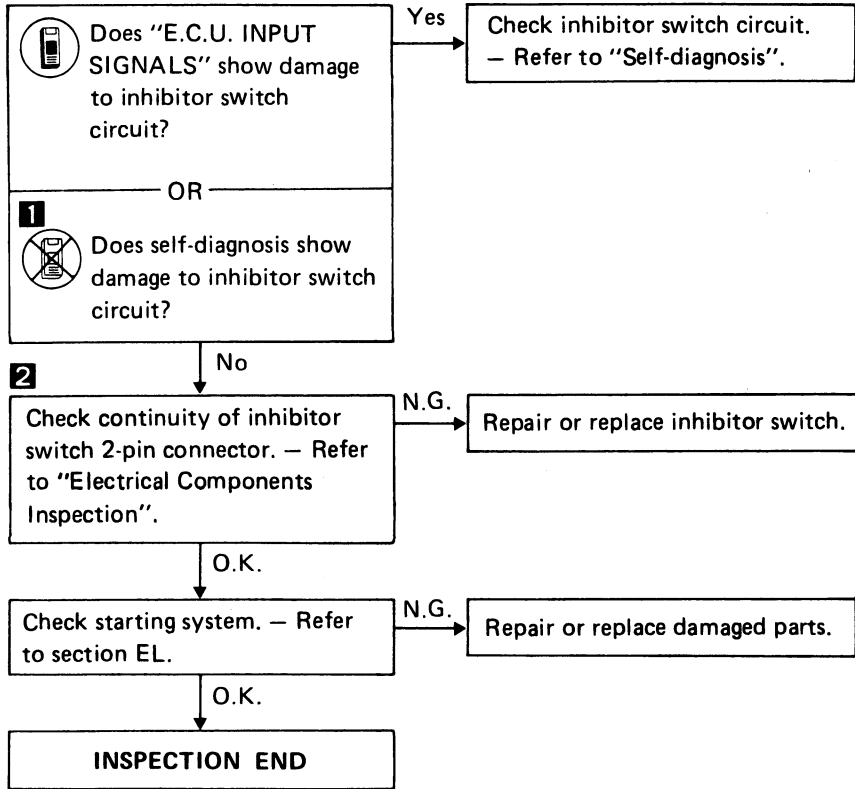 Does "E.C.U. INPUT
SIGNALS" show damage
to inhibitor switch
circuit?
Yes
Check inhibitor switch circuit.
— Refer to "Self-diagnosis".
OR
1
Does self-diagnosis show
damage to inhibitor switch
circuit?
No
2
Check continuity of inhibitor
switch 2-pin connector. — Refer
to "Electrical Components
Inspection".
N.G.
Repair or replace inhibitor switch.
O.K.
Check starting system. — Refer
to section EL.
N.G.
Repair or replace damaged parts.
O.K.
INSPECTION END